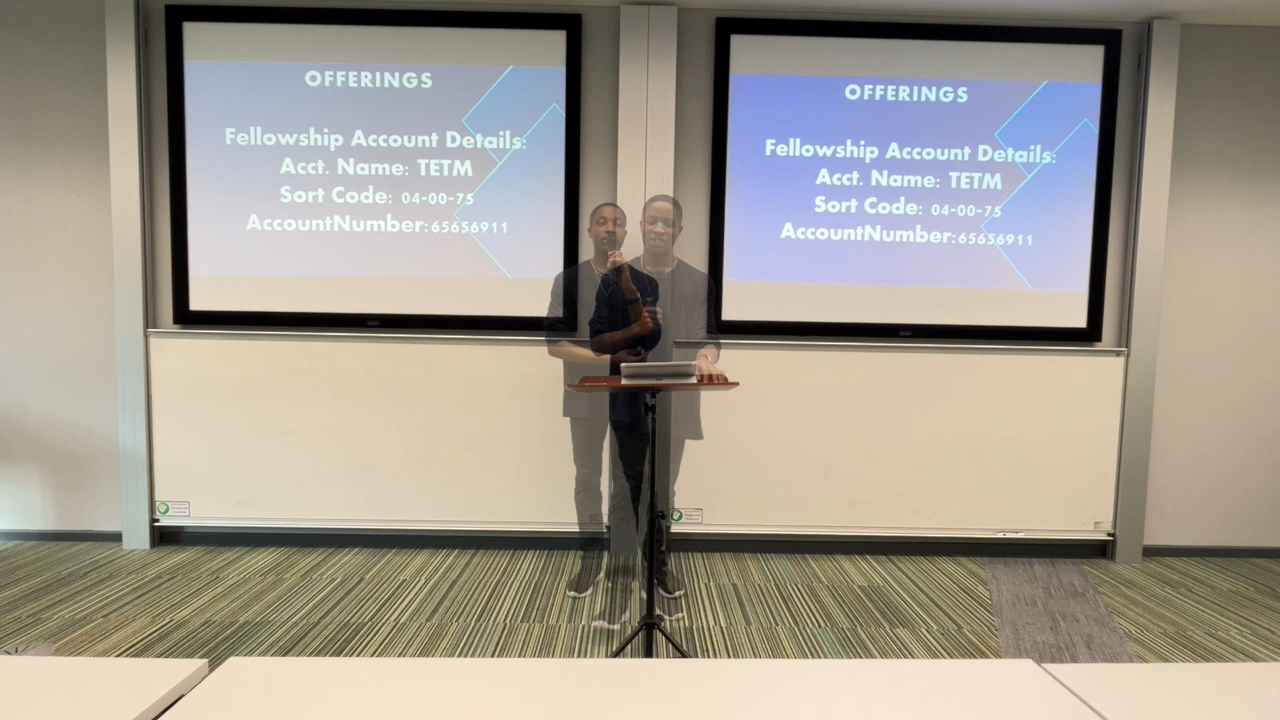 OFFERINGS
Fellowship Account Details:
Acct. Name: TETM
Sort Code: 04-00-75
AccountNumber:65656911
OFFERINGS
Fellowship Account Details:
Acct. Name: TETM
Sort Code: 04-00-75
AccountNumber:65656911